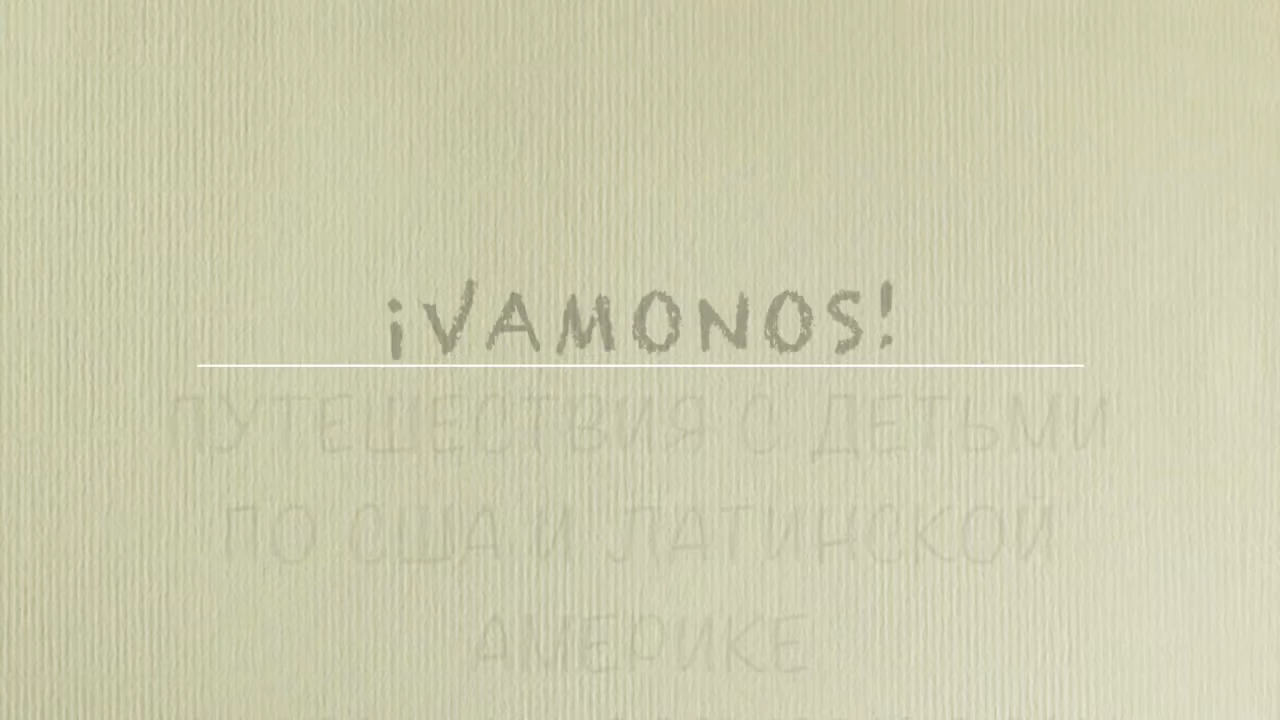 ¡VAMONOS!
ПУТЕШЕСТВИЯ С ДЕТЬМИ
ПО США И ЛАТИНСКОЙ
АМЕРИКЕ